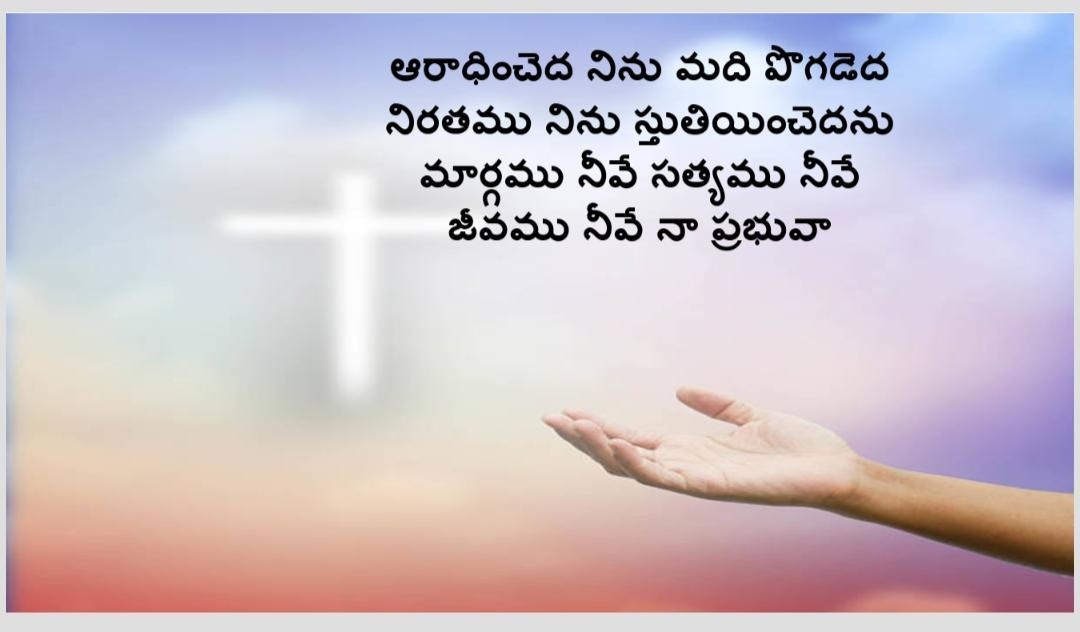 ఆరాధించెద నిను మది పొగడెద
నిరతము నిను స్తుతియించెదను
మార్గము నీవే సత్యము నీవే
జీవము నీవే నా ప్రభువా